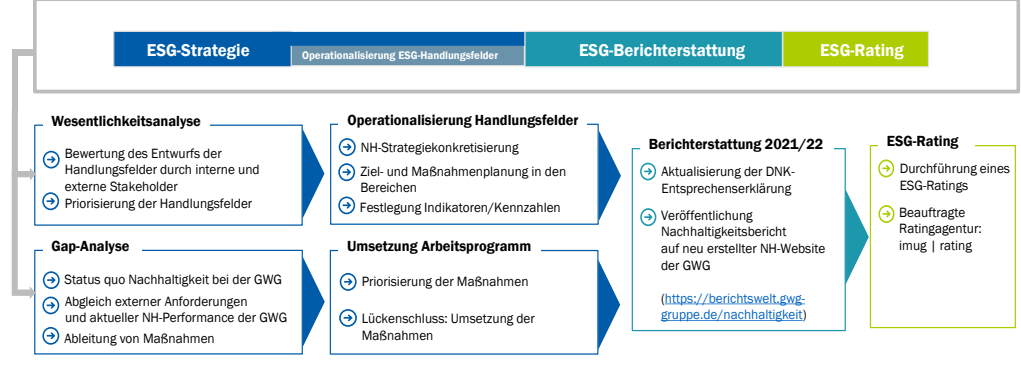 ESG-Strategie
Operationalisierung ESG-Handlungsfelder
ESG-Berichterstattung
ESG-Rating
Wesentlichkeitsanalyse
Bewertung des Entwurfs der
Handlungsfelder durch interne und
externe Stakeholder
Priorisierung der Handlungsfelder
Operationalisierung Handlungsfelder
NH-Strategiekonkretisierung
Ziel- und Maßnahmenplanung in den
Bereichen
Festlegung Indikatoren/Kennzahlen
Gap-Analyse
Status quo Nachhaltigkeit bei der GWG
Abgleich externer Anforderungen
und aktueller NH-Performance der GWG
Ableitung von Maßnahmen
Umsetzung Arbeitsprogramm
Priorisierung der Maßnahmen
Lückenschluss: Umsetzung der
Maßnahmen
Berichterstattung 2021/22
Aktualisierung der DNK-
Entsprechenserklärung
Veröffentlichung
Nachhaltigkeitsbericht
auf neu erstellter NH-Website
der GWG
(https://berichtswelt.gwg-
gruppe.de/nachhaltigkeit)
ESG-Rating
Durchführung eines
ESG-Ratings
Beauftragte
Ratingagentur:
imug | rating